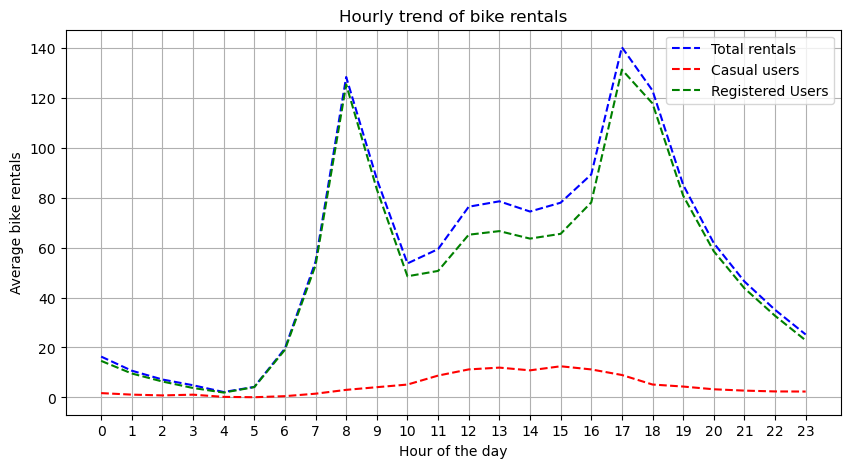 Hourly trend of bike rentals
Total rentals
Casual users
Registered Users
Average bike rentals
140
120
100
80
60
40
20
0
0 1 2 3 4 5 6 7 8 9 10 11 12 13 14 15 16 17 18 19 20 21 22 23
Hour of the day